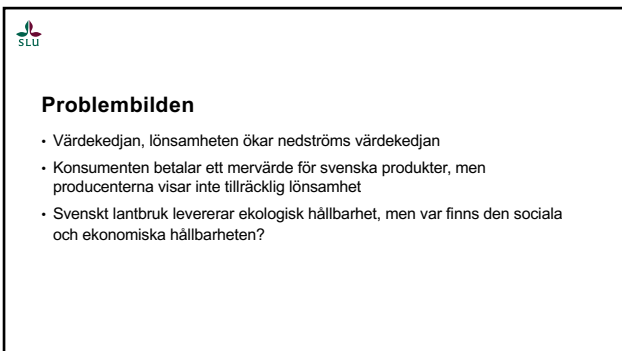 SLU
Problembilden
• Värdekedjan, lönsamheten ökar nedströms värdekedjan
• Konsumenten betalar ett mervärde för svenska produkter, men
producenterna visar inte tillräcklig lönsamhet
• Svenskt lantbruk levererar ekologisk hållbarhet, men var finns den sociala
och ekonomiska hållbarheten?